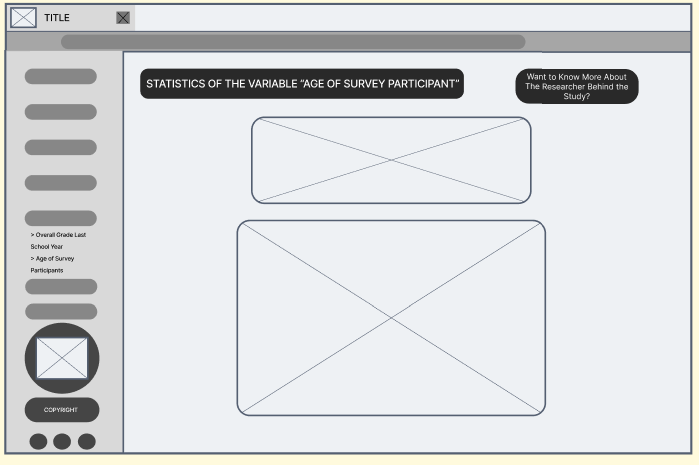 TITLE
STATISTICS OF THE VARIABLE “AGE OF SURVEY PARTICIPANT”
Want to Know More About
The Researcher Behind the
Study?
> Overall Grade Last
School Year
> Age of Survey
Participants
COPYRIGHT